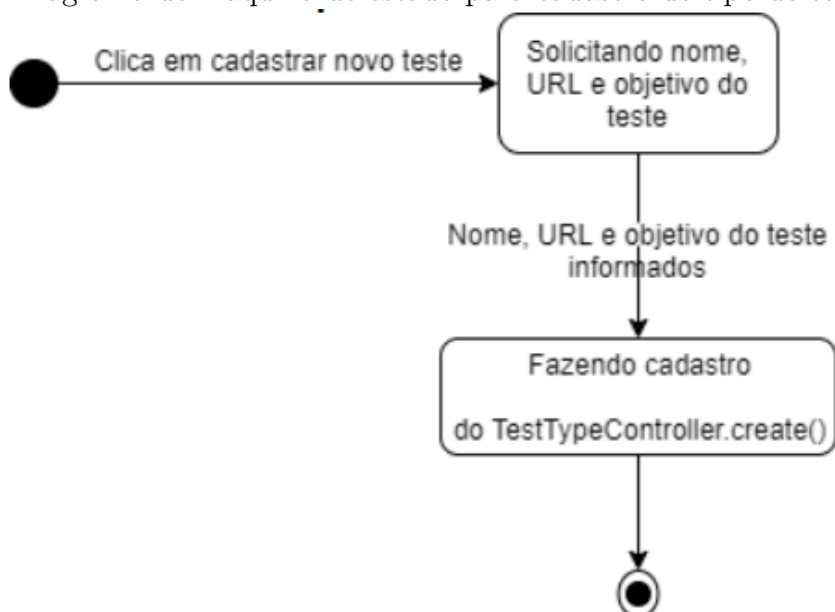 Clica em cadastrar novo teste
Solicitando nome,
URL e objetivo do
teste
Nome, URL e objetivo do teste
informados
Fazendo cadastro
do TestTypeController.create()